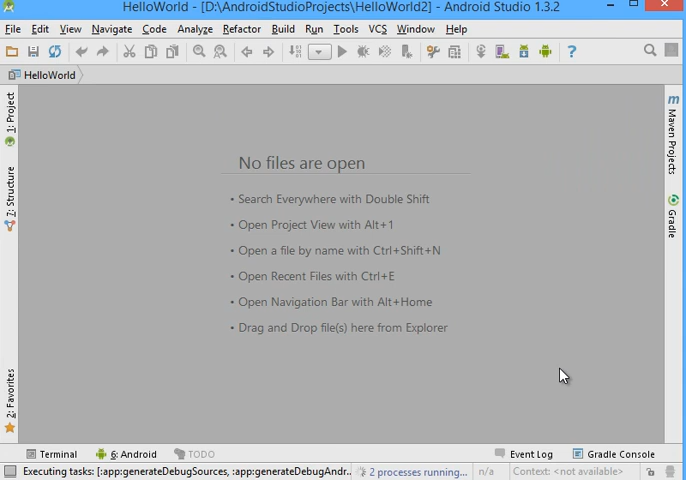 HelloWorld - [D:\AndroidStudioProjects\HelloWorld2] - Android Studio 1.3.2
File Edit View Navigate Code Analyze Refactor Build Run Tools VCS Window Help
HelloWorld
1: Project
7: Structure
2: Favorites
No files are open
• Search Everywhere with Double Shift
• Open Project View with Alt+1
• Open a file by name with Ctrl+Shift+N
• Open Recent Files with Ctrl+E
• Open Navigation Bar with Alt+Home
• Drag and Drop file(s) here from Explorer
m
Maven Projects
Gradle
Terminal 6: Android TODO Event Log Gradle Console
Executing tasks: [:app:generateDebugSources, :app:generateDebugAndr... 2 processes running... n/a Context: <not available>